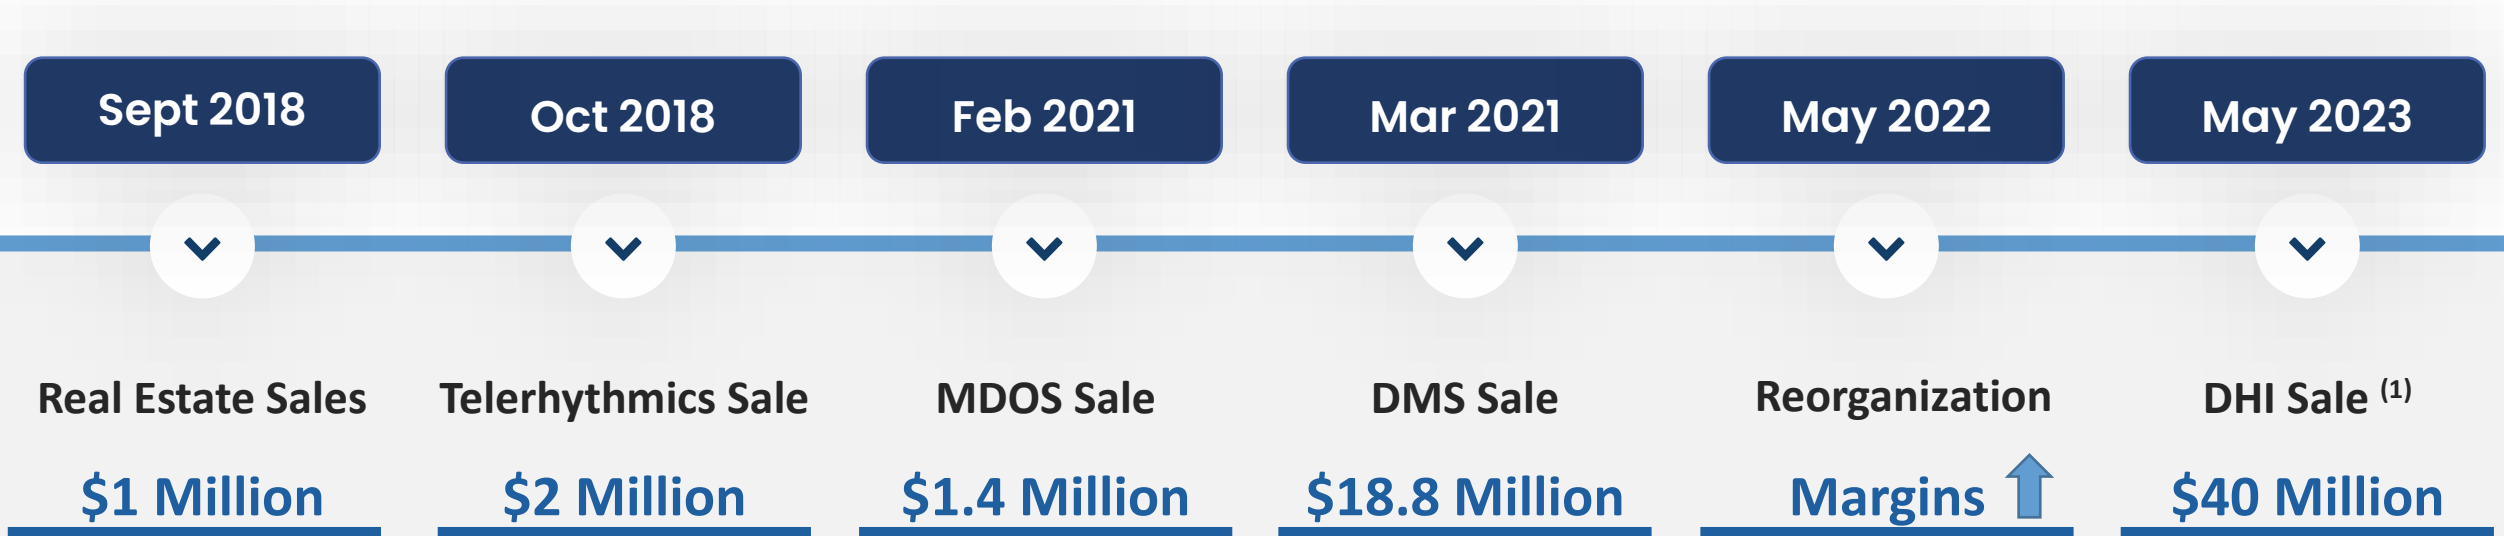 Sept 2018
Oct 2018
Feb 2021
Mar 2021
May 2022
May 2023
Real Estate Sales
Telerhythmics Sale
MDOS Sale
DMS Sale
Reorganization
DHI Sale (1)
$1 Million
$2 Million
$1.4 Million
$18.8 Million
Margins
$40 Million